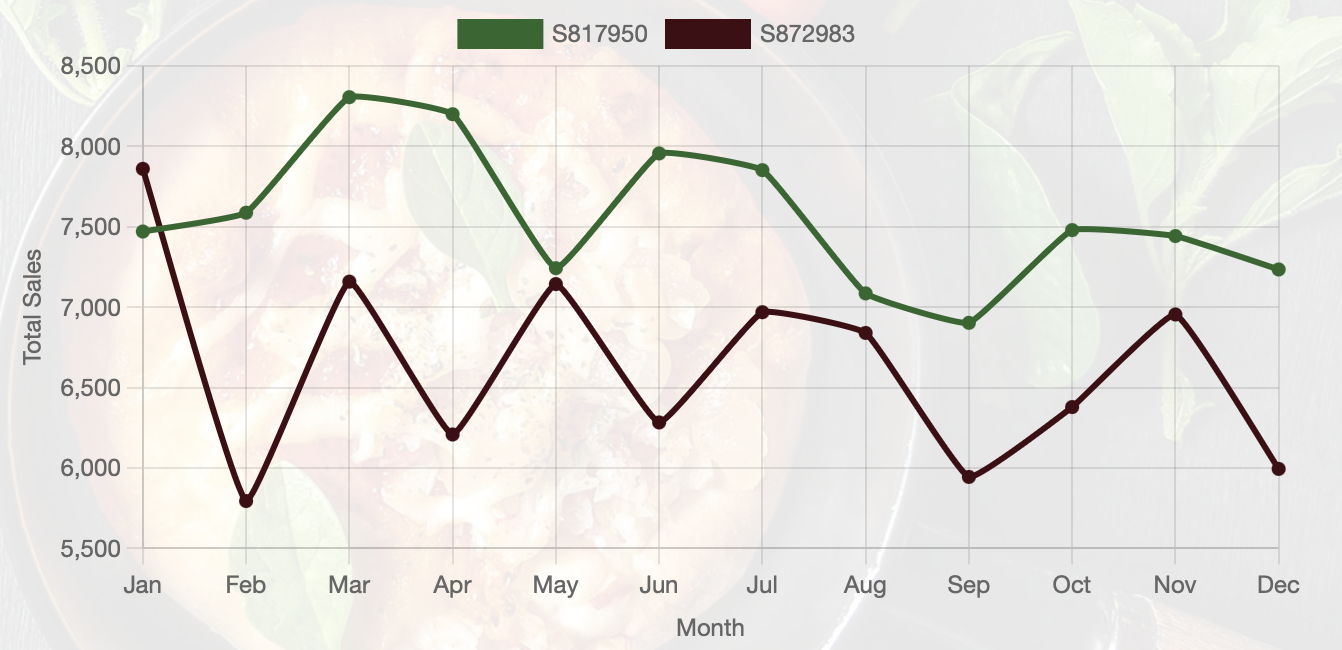 S817950 S872983
8,500
8,000
7,500
7,000
6,500
6,000
5,500
Total Sales
Jan Feb Mar Apr May Jun Jul Aug Sep Oct Nov Dec
Month